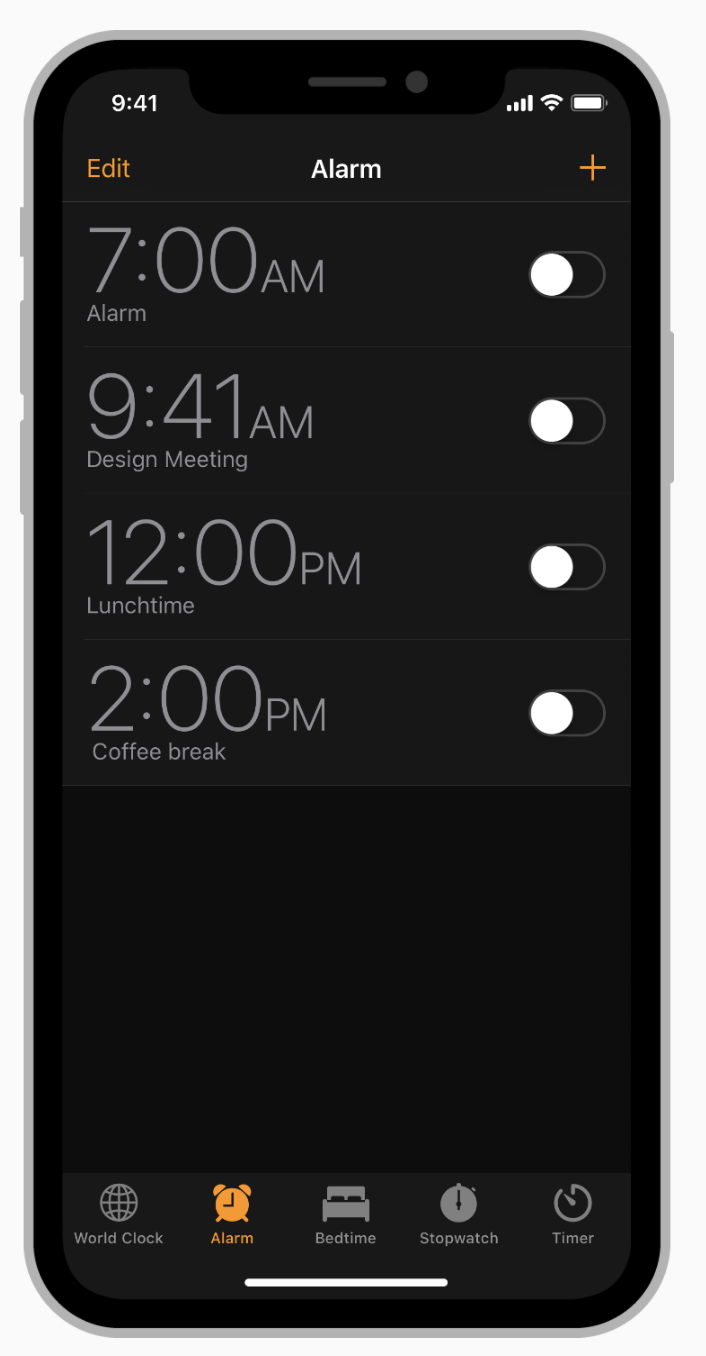 9:41
Edit Alarm +
7:00AM
Alarm
9:41AM
Design Meeting
12:00PM
Lunchtime
2:00PM
Coffee break
World Clock Alarm Bedtime Stopwatch Timer